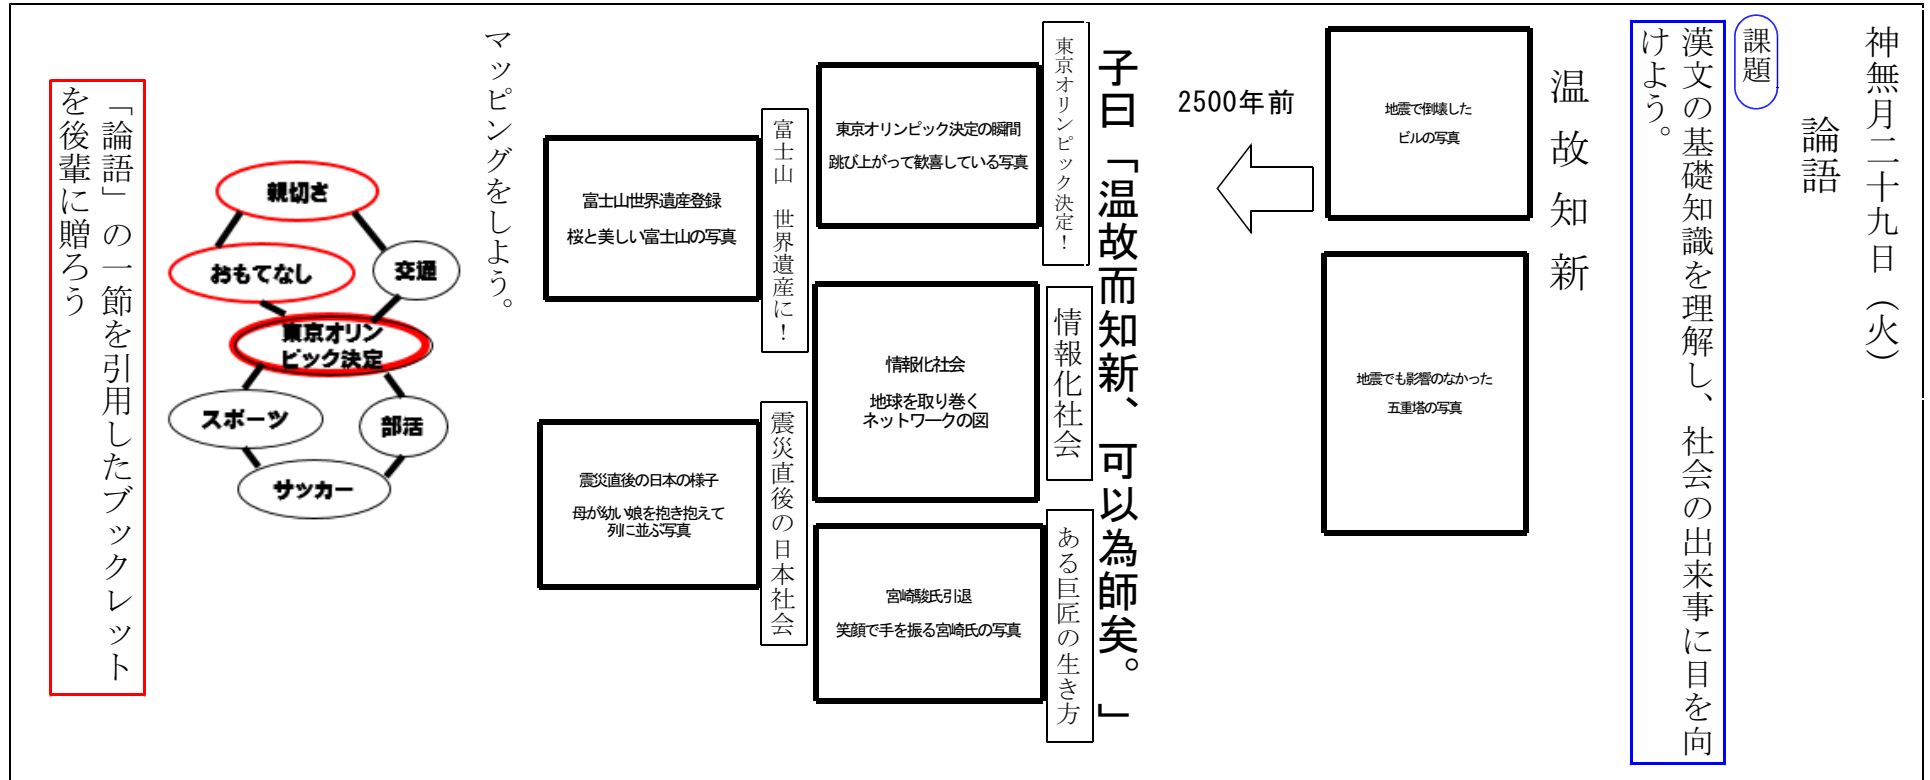 神無月二十九日(火)
論語
課題
漢文の基礎知識を理解し、社会の出来事に目を向
けよう。
温故知新
地震で倒壊した
ビルの写真
地震でも影響のなかった
五重塔の写真
2500年前
子曰「温故而知新、可以為師矣。」
東京オリンピック決定!
東京オリンピック決定の瞬間
跳び上がって歓喜している写真
情報化社会
情報化社会
地球を取り巻く
ネットワークの図
ある巨匠の生き方
宮崎駿氏引退
笑顔で手を振る宮崎氏の写真
富士山 世界遺産に!
富士山世界遺産登録
桜と美しい富士山の写真
震災直後の日本社会
震災直後の日本の様子
母が幼い娘を抱き抱えて
列に並ぶ写真
マッピングをしよう。
親切さ
おもてなし
交通
東京オリン
ピック決定
スポーツ
部活
サッカー
「論語」の一節を引用したブックレット
を後輩に贈ろう